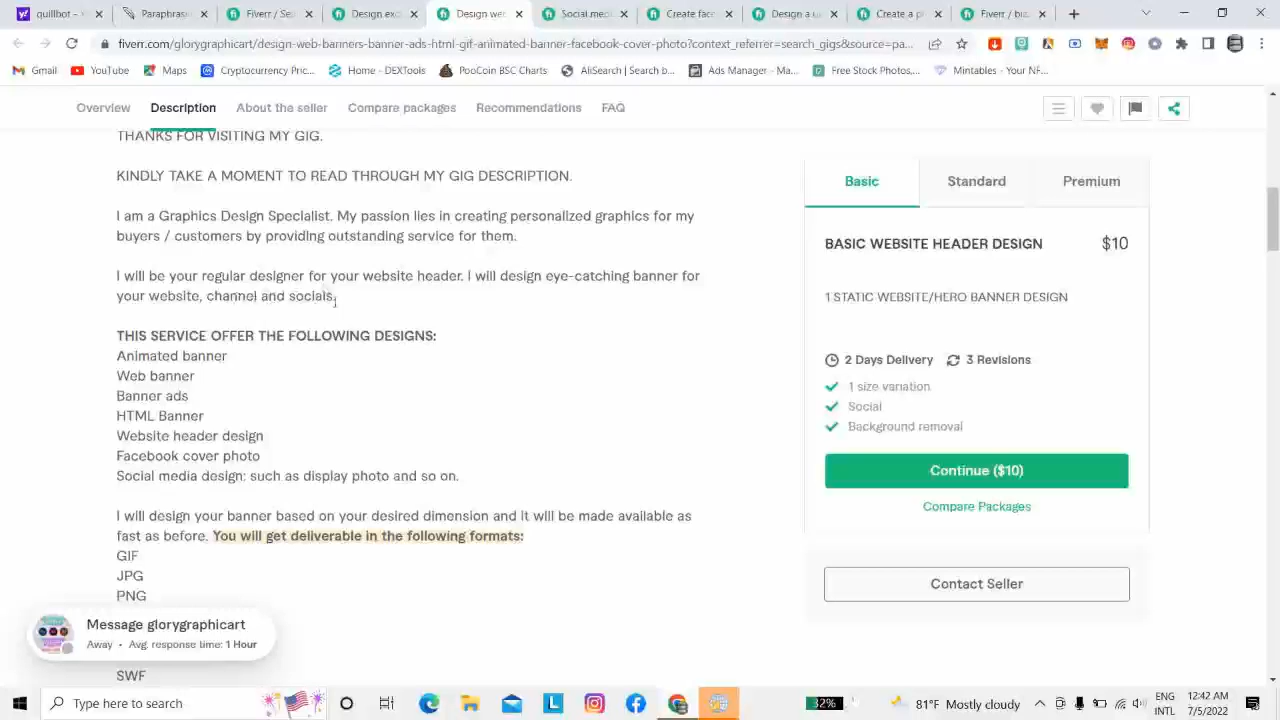 quillbot - Yi
Paraphrasing
fiverr / Sear
Design exp
Design web
Social med
Create face
Design a u
Create a pi
Fiverr / bia
fiverr.com/glorygraphicart/design-web-banners-banner-ads-html-gif-animated-banner-facebook-cover-photo?context_referrer=search_gigs&source=pa...
Gmail
YouTube
Maps
Cryptocurrency Pric...
Home - DEXTools
PooCoin BSC Charts
AliSearch | Search b...
Ads Manager - Ma...
Free Stock Photos,...
Mintables - Your NF...
Overview Description About the seller Compare packages Recommendations FAQ
THANKS FOR VISITING MY GIG.
KINDLY TAKE A MOMENT TO READ THROUGH MY GIG DESCRIPTION.
I am a Graphics Design Specialist. My passion lies in creating personalized graphics for my
buyers / customers by providing outstanding service for them.
I will be your regular designer for your website header. I will design eye-catching banner for
your website, channel and socials.
THIS SERVICE OFFER THE FOLLOWING DESIGNS:
Animated banner
Web banner
Banner ads
HTML Banner
Website header design
Facebook cover photo
Social media design: such as display photo and so on.
I will design your banner based on your desired dimension and it will be made available as
fast as before. You will get deliverable in the following formats:
GIF
JPG
PNG
SWF
Basic Standard Premium
BASIC WEBSITE HEADER DESIGN $10
1 STATIC WEBSITE/HERO BANNER DESIGN
2 Days Delivery 3 Revisions
1 size variation
Social
Background removal
Continue ($10)
Compare Packages
Contact Seller
Message glorygraphicart
Away • Avg. response time: 1 Hour
Type here to search
32%
81°F Mostly cloudy
ENG
INTL
12:42 AM
7/5/2022